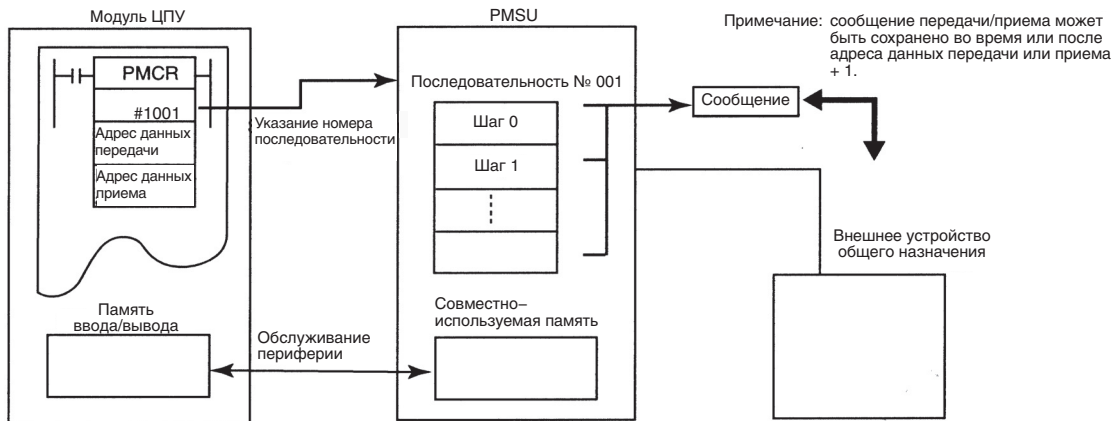 Модуль ЦПУ
PMCR
#1001
Адрес данных
передачи
Адрес данных
приема
Указание номера
последовательности
Память
ввода/вывода
Обслуживание
периферии
PMSU
Последовательность № 001
Шаг 0
Шаг 1
Совместно–
используемая память
Сообщение
Примечание: сообщение передачи/приема может
быть сохранено во время или после
адреса данных передачи или приема
+ 1.
Внешнее устройство
общего назначения